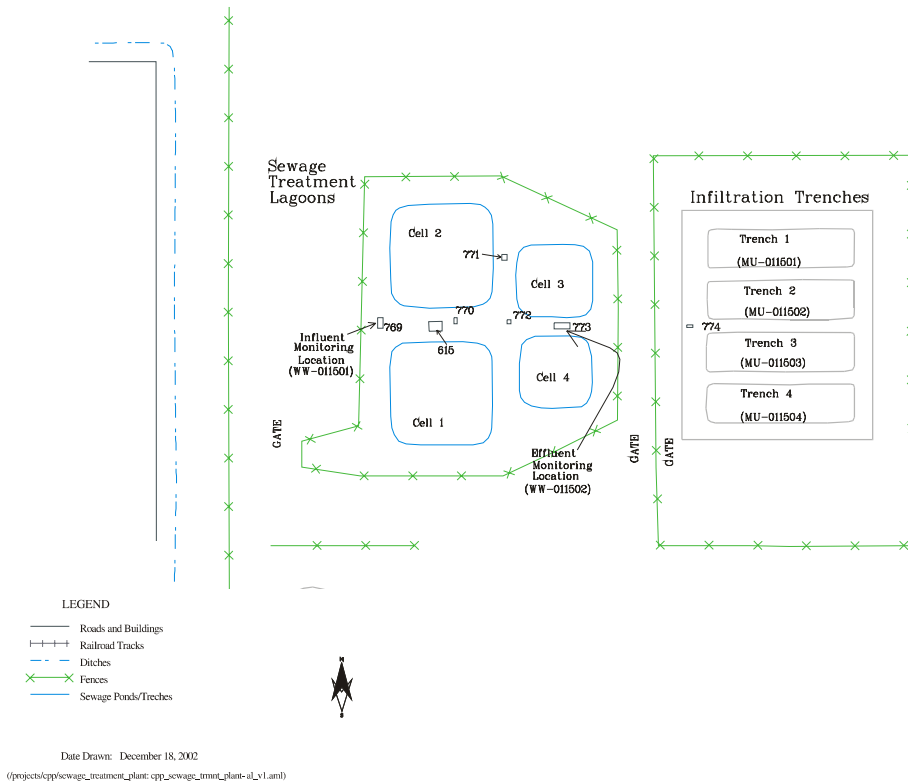 Sewage
Treatment
Lagoons
Infiltration Trenches
Cell 2
771
Cell 3
Trench 1
(MU-011501)
Trench 2
(MU-011502)
770
772
769
773
774
615
Influent
Monitoring
Location
(WW-011501)
Trench 3
(MU-011503)
Cell 4
Trench 4
(MU-011504)
Cell 1
GATE
GATE
GATE
Effluent
Monitoring
Location
(WW-011502)
LEGEND
Roads and Buildings
Railroad Tracks
Ditches
Fences
Sewage Ponds/Treches
N
S
Date Drawn: December 18, 2002
(/projects/cpp/sewage_treatment_plant: cpp_sewage_trmnt_plant-al_v1.aml)